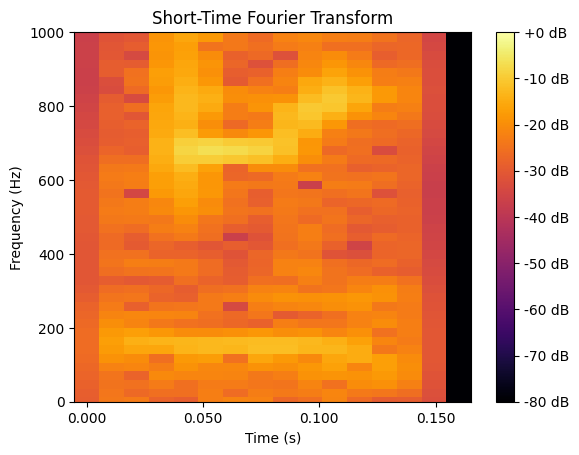 Short-Time Fourier Transform
1000
800
600
400
200
0
Frequency (Hz)
0.000
0.050
0.100
0.150
Time (s)
+0 dB
-10 dB
-20 dB
-30 dB
-40 dB
-50 dB
-60 dB
-70 dB
-80 dB